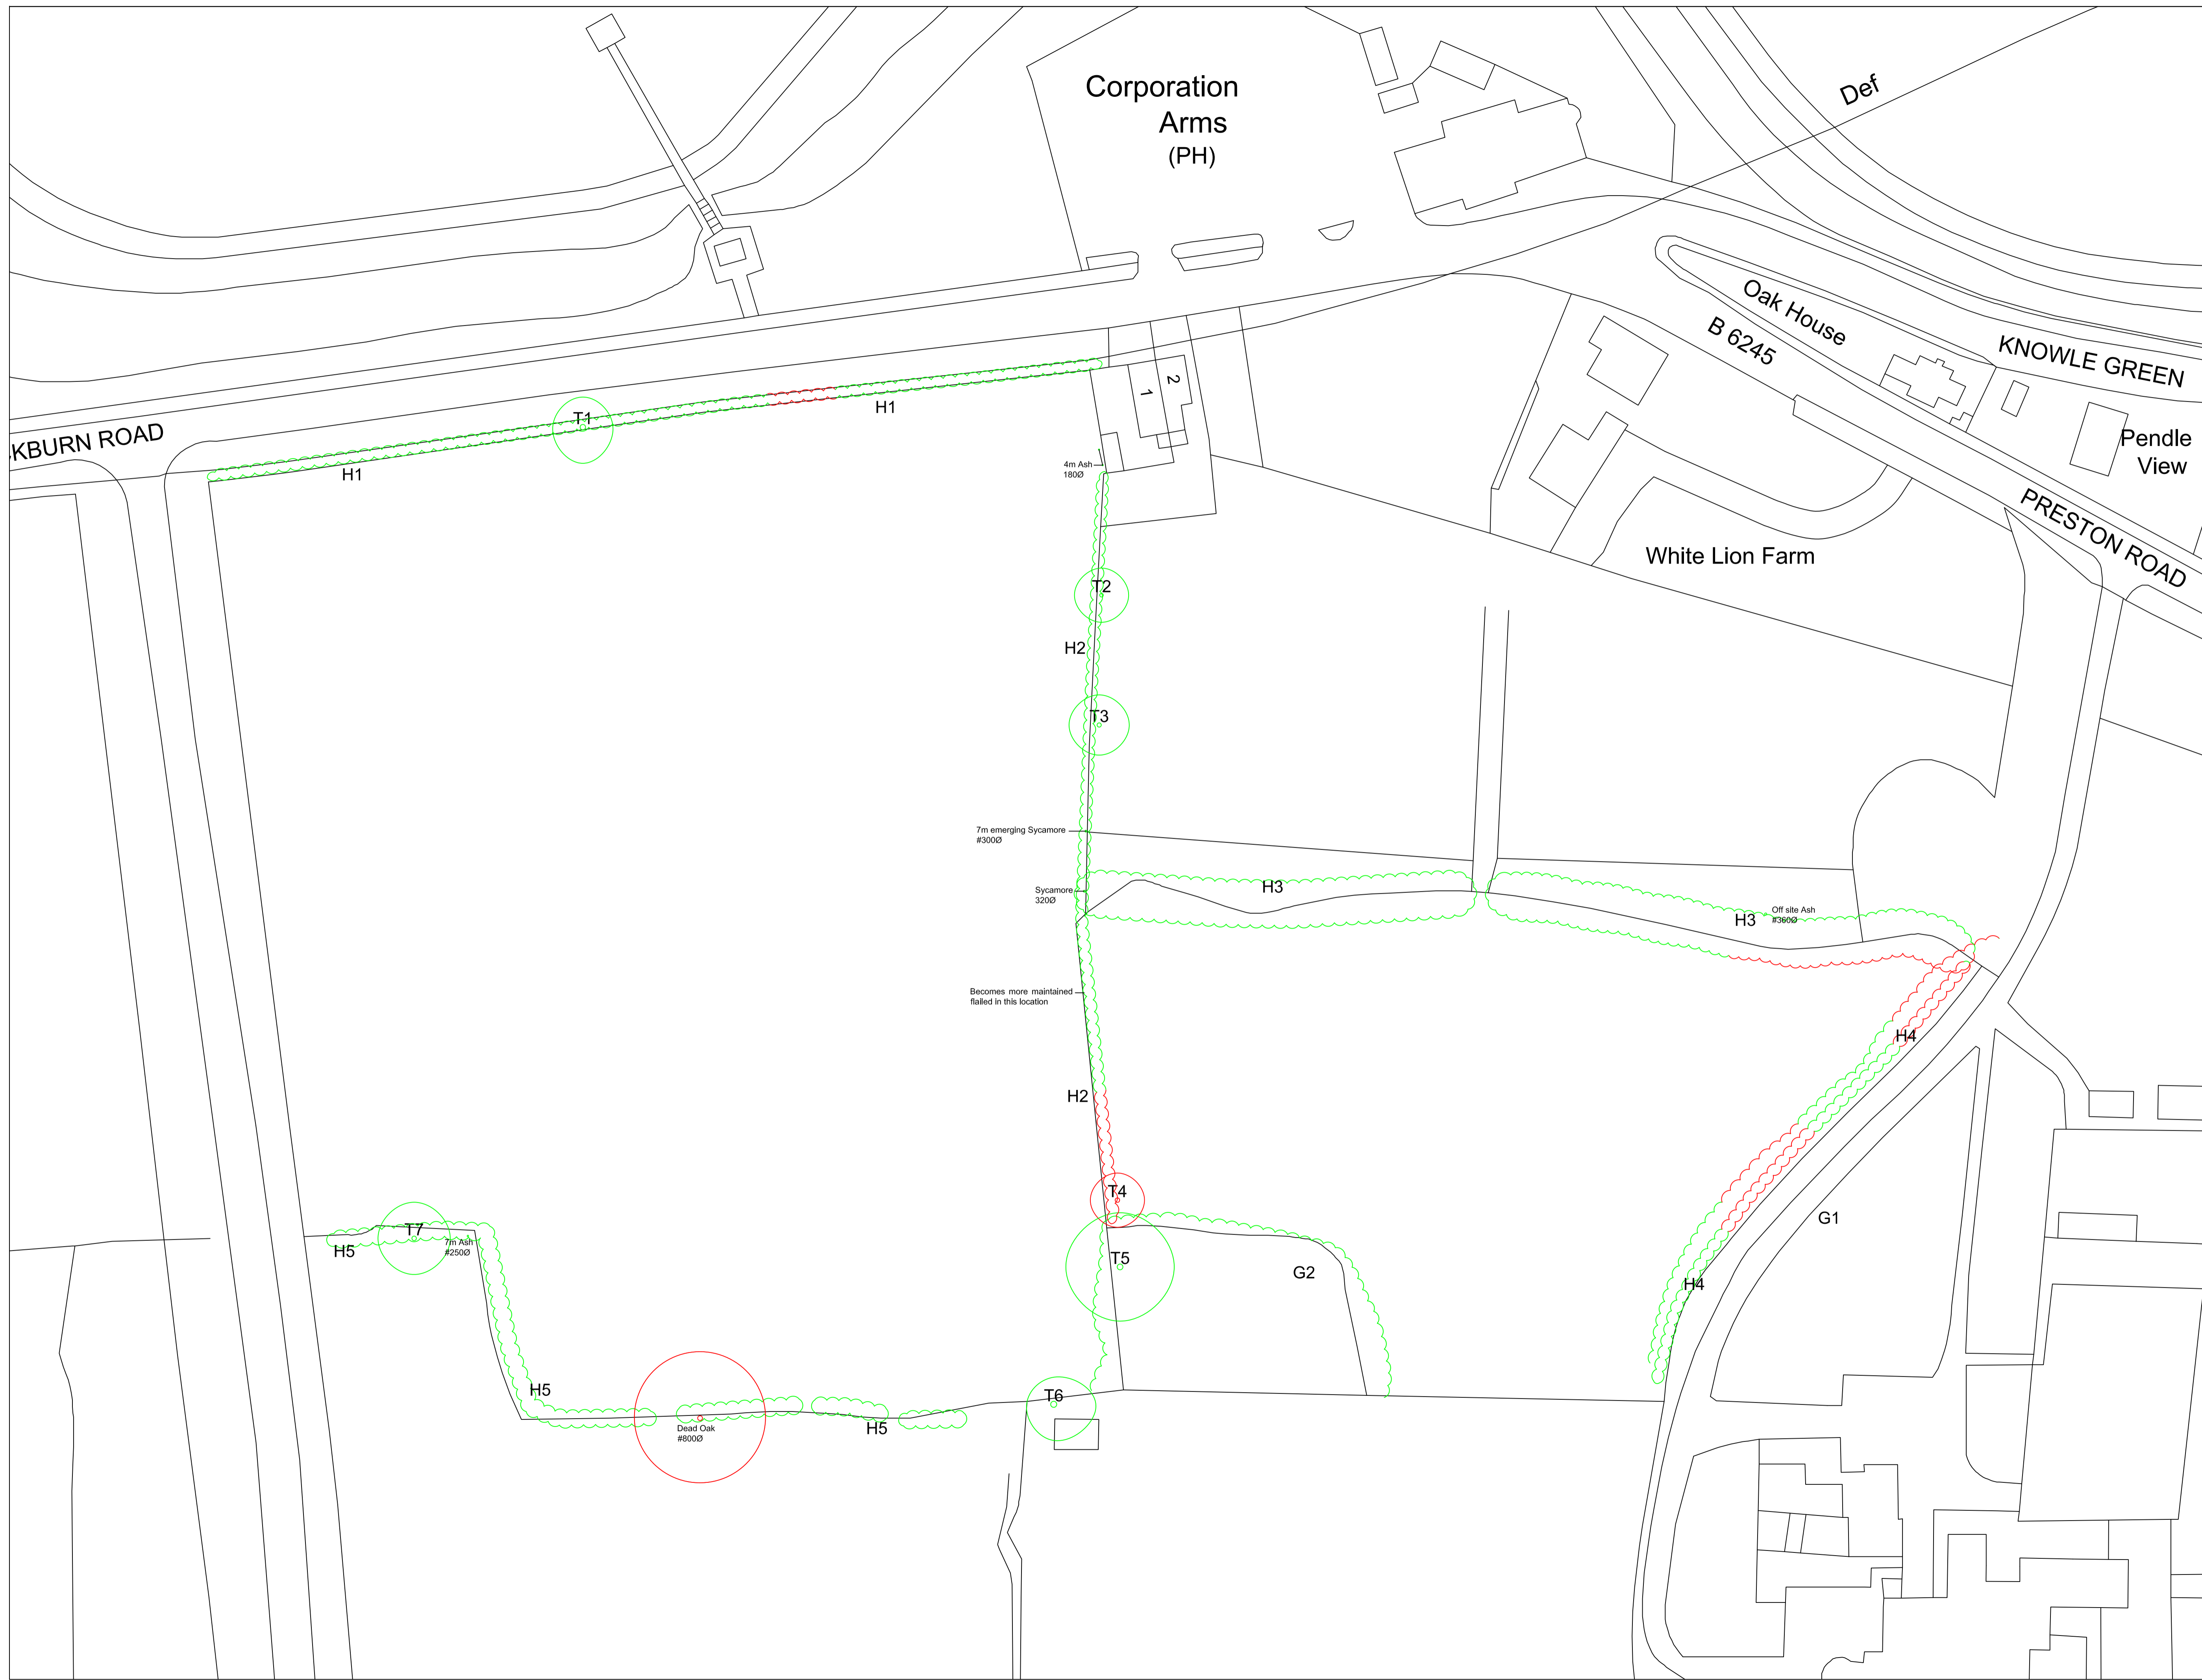 Corporation
Arms
(PH)
Def
Oak House
B 6245
KNOWLE GREEN
Pendle
View
PRESTON ROAD
White Lion Farm
KBURN ROAD
T1
H1
H1
1
2
4m Ash
180Ø
T2
H2
T3
7m emerging Sycamore
#300Ø
Sycamore
320Ø
H3
H3
Off site Ash
#360Ø
Becomes more maintained
flailed in this location
H4
H2
T4
G1
T7
7m Ash
#250Ø
H5
T5
G2
H4
H5
T6
Dead Oak
#800Ø
H5